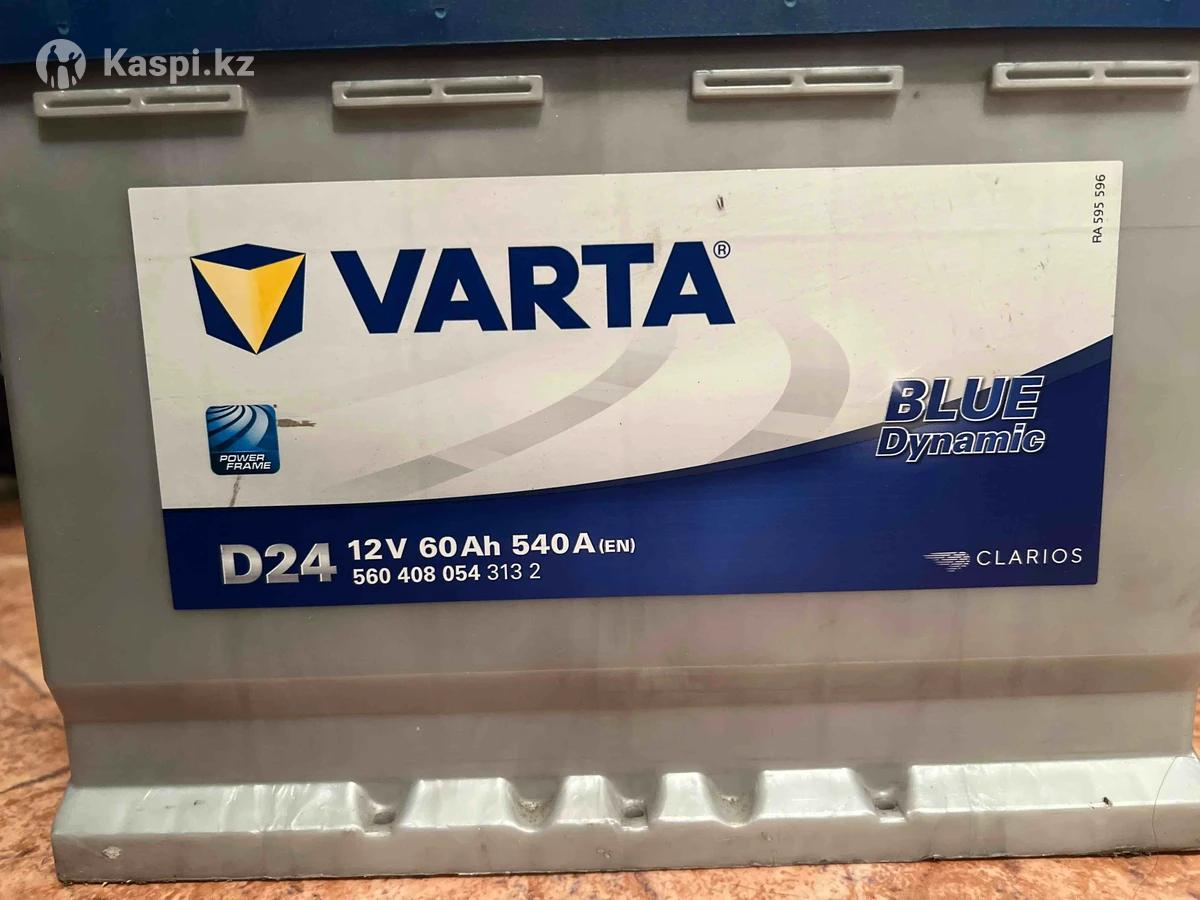 Kaspi.kz
RA 595 596
VARTA®
BLUE
Dynamic
POWER
FRAME
D24 12V 60Ah 540A (EN)
560 408 054 313 2
CLARIOS